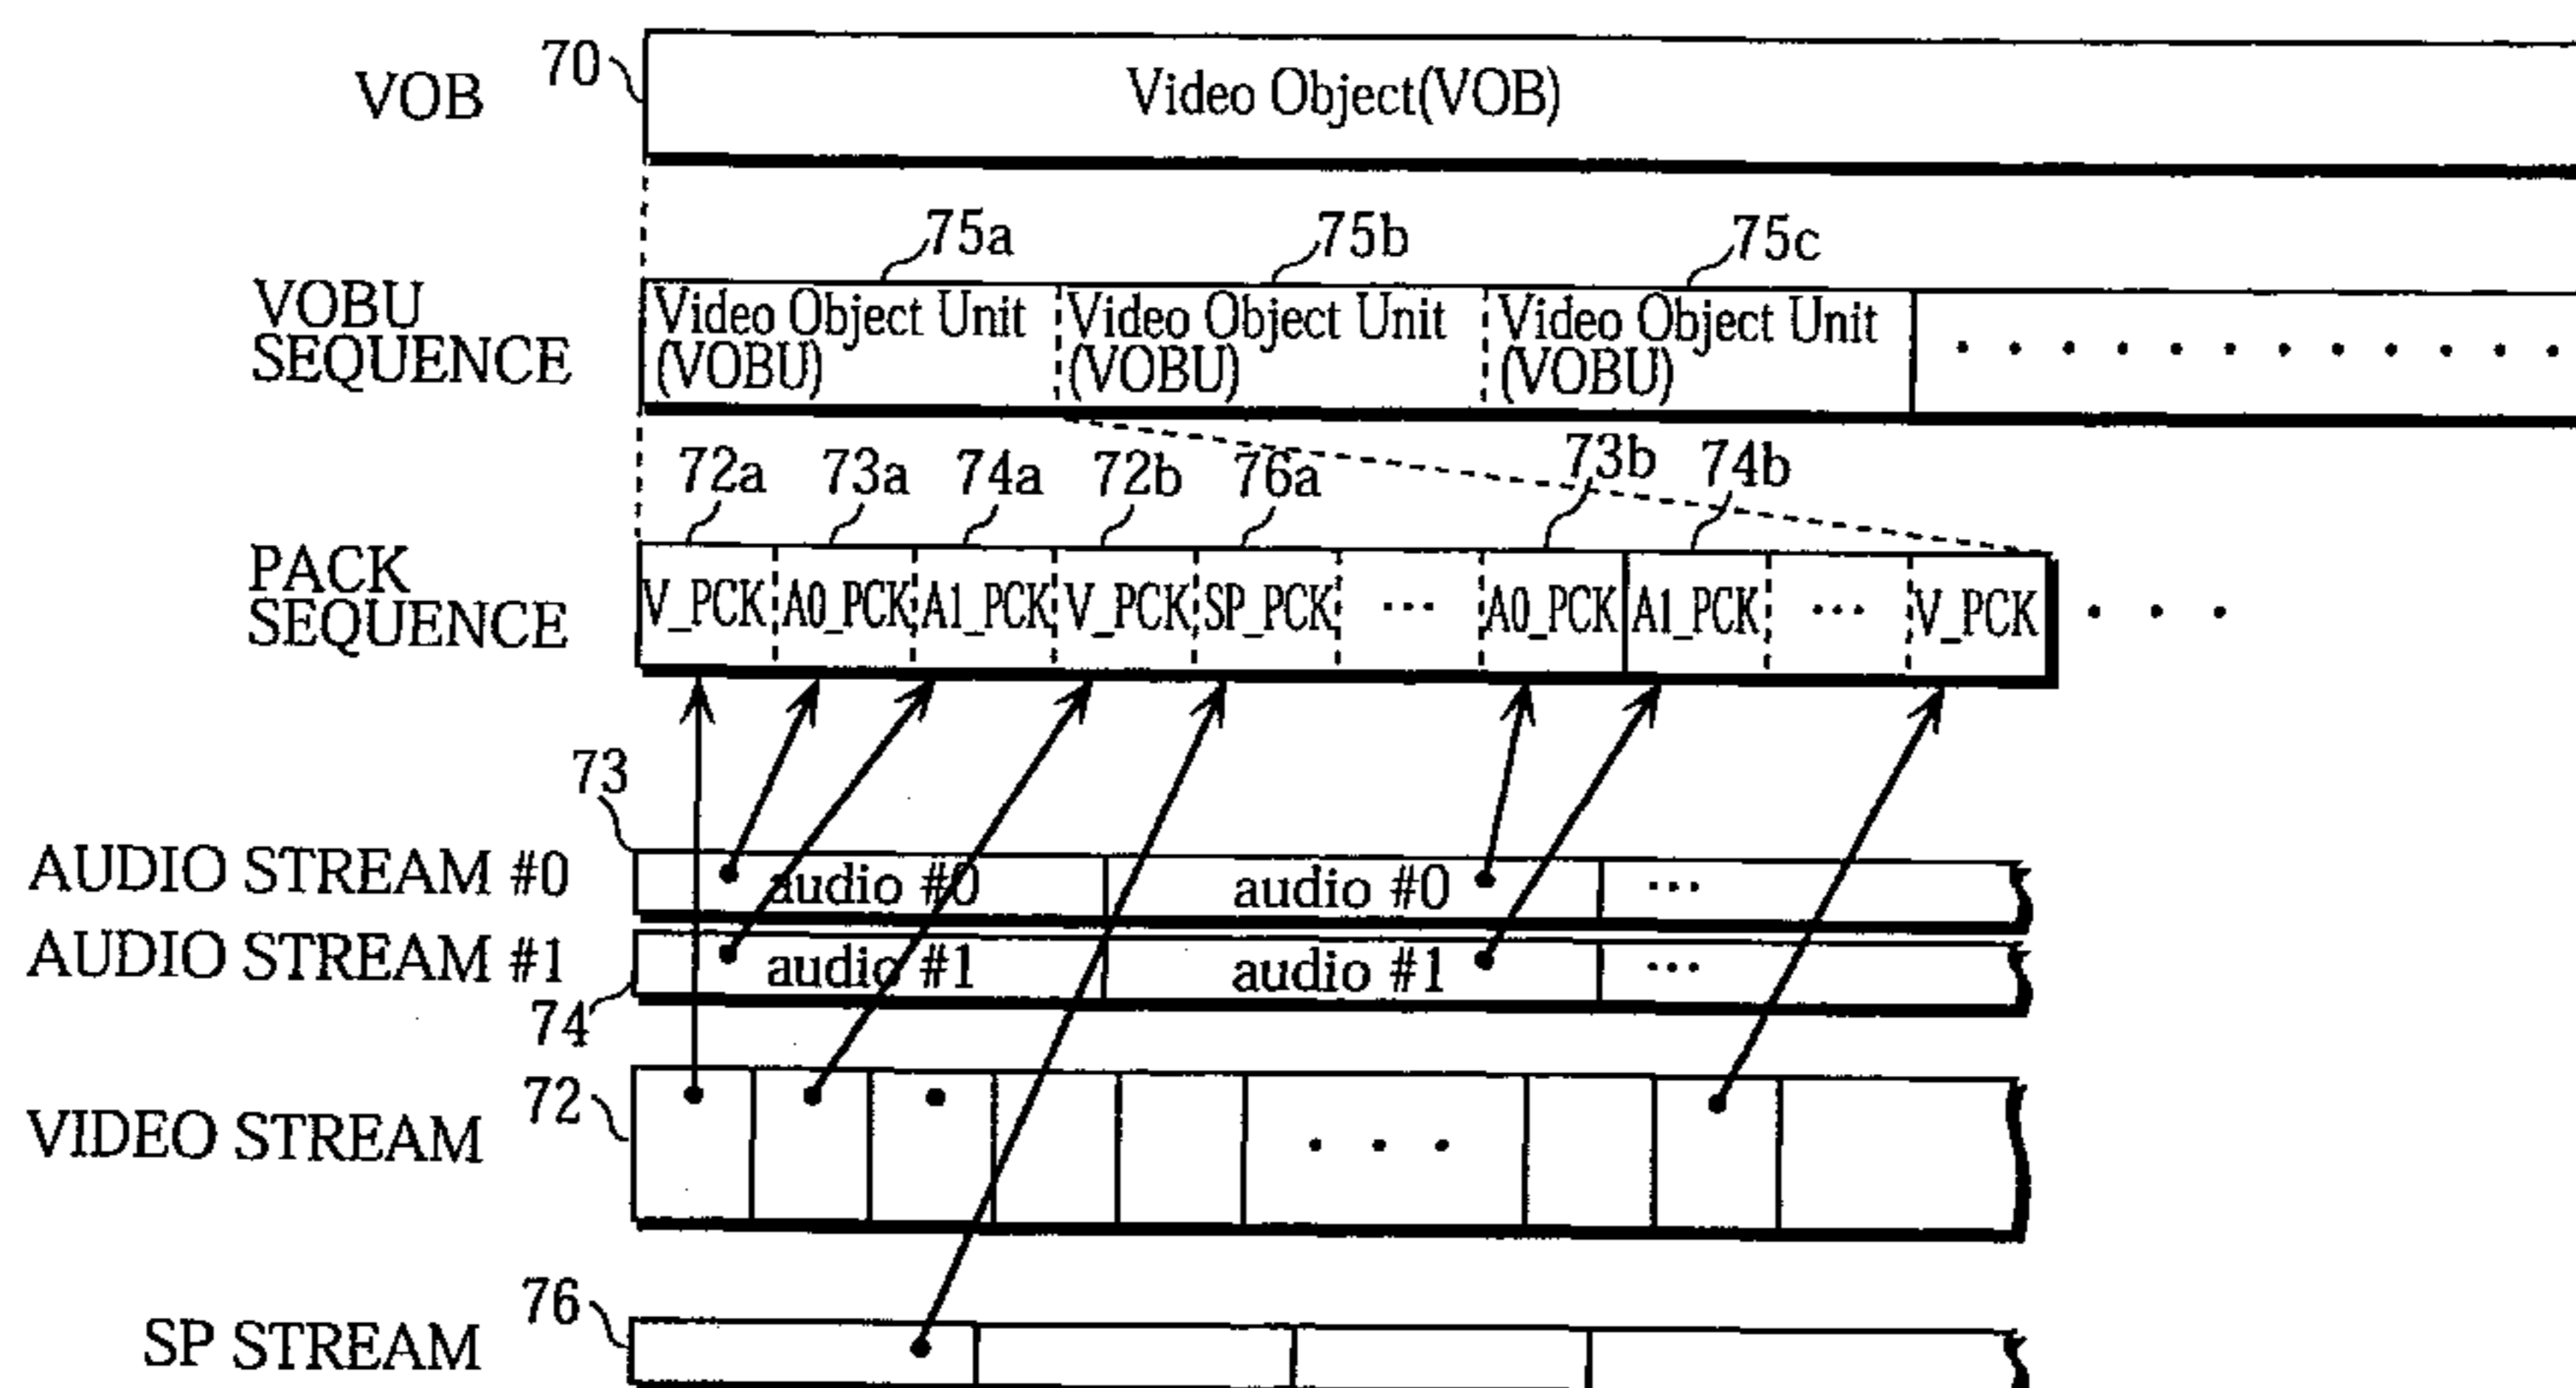 VOB 70 Video Object(VOB)
75a 75b 75c
VOBU SEQUENCE
Video Object Unit (VOBU)
Video Object Unit (VOBU)
Video Object Unit (VOBU)
• • • • • • • • • • • •
72a 73a 74a 72b 76a 73b 74b
PACK SEQUENCE
V_PCK A0_PCK A1_PCK V_PCK SP_PCK ... A0_PCK A1_PCK ... V_PCK • • •
73
AUDIO STREAM #0 audio #0 audio #0 ...
AUDIO STREAM #1 audio #1 audio #1 ...
74
VIDEO STREAM 72 • • •
SP STREAM 76